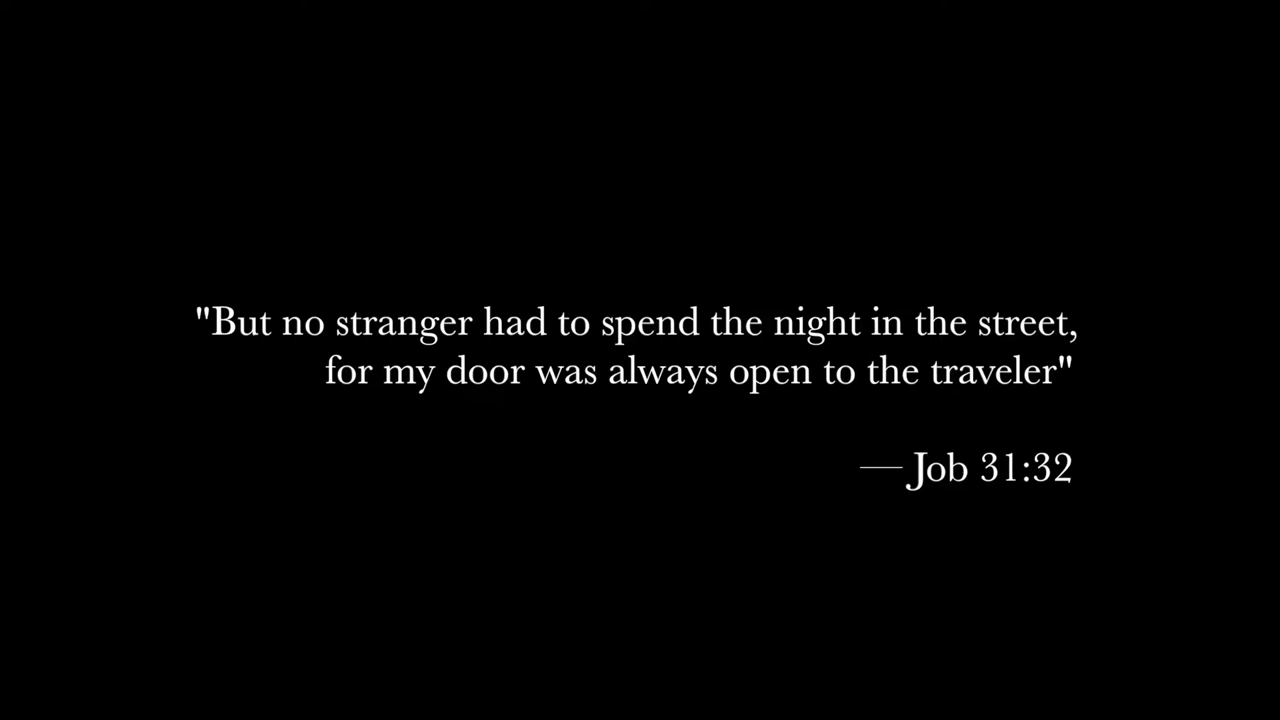 "But no stranger had to spend the night in the street,
for my door was always open to the traveler"
— Job 31:32